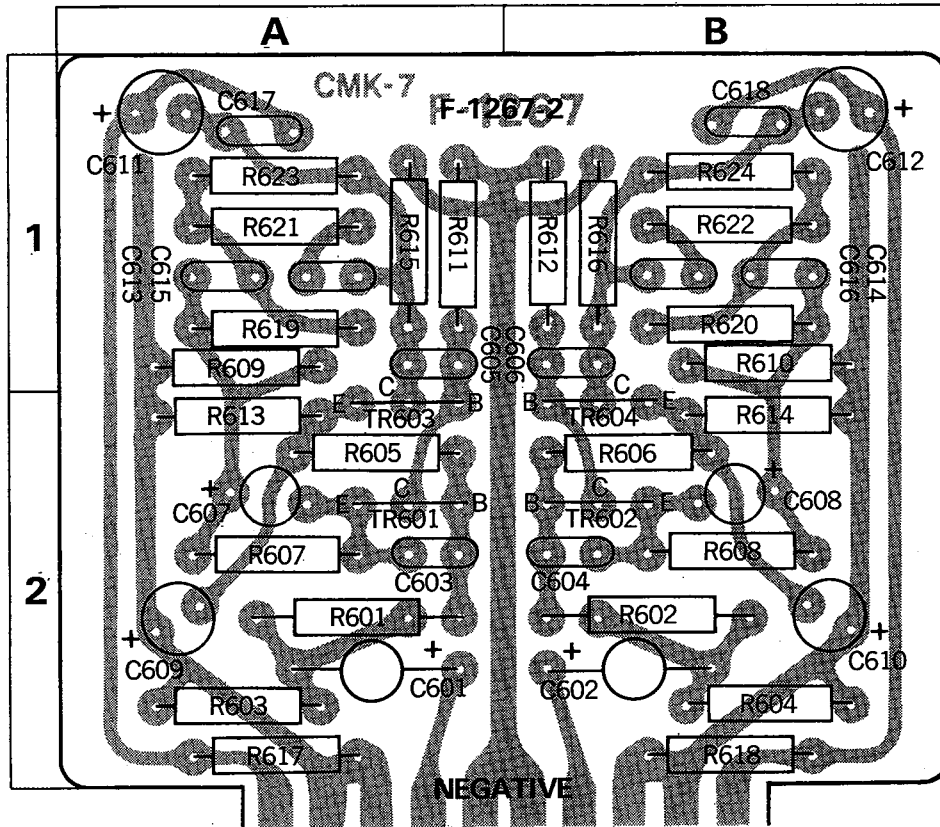 A B
CMK-7
F-1267-2
F-1267
C617 C618
+ +
C611 C612
R623 R624
1
R621 R622
R615 R611 R612 R616
C613 C615 C616 C614
R619 R620
C605 C606
R609 R610
C C
E B B E
TR603 TR604
R613 R614
R605 R606
+ +
C607 C608
C C
E B B E
TR601 TR602
R607 R608
2
C603 C604
R601 R602
+ + + +
C609 C601 C602 C610
R603 R604
R617 R618
NEGATIVE